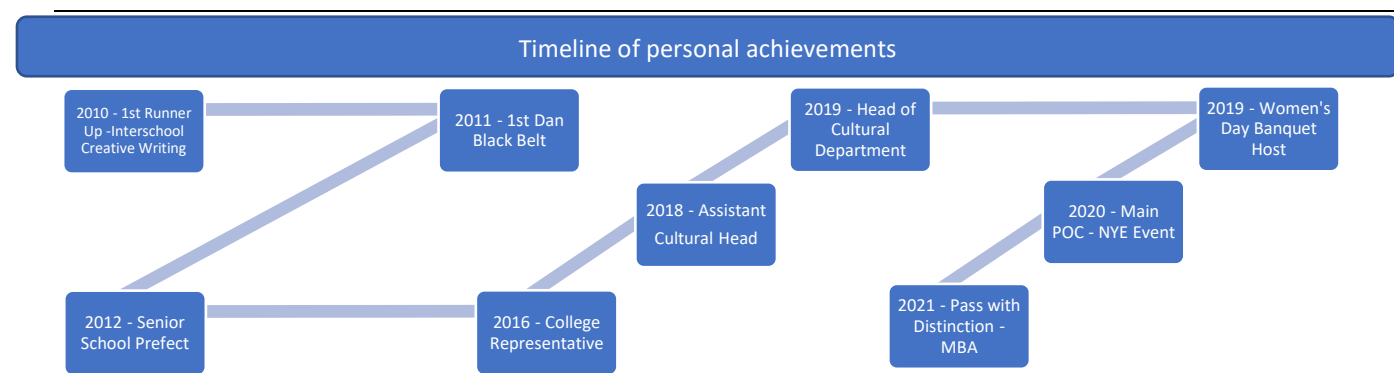 Timeline of personal achievements
2010 - 1st Runner
Up -Interschool
Creative Writing
2011 - 1st Dan
Black Belt
2012 - Senior
School Prefect
2016 - College
Representative
2018 - Assistant
Cultural Head
2019 - Head of
Cultural
Department
2019 - Women's
Day Banquet
Host
2020 - Main
POC - NYE Event
2021 - Pass with
Distinction -
MBA